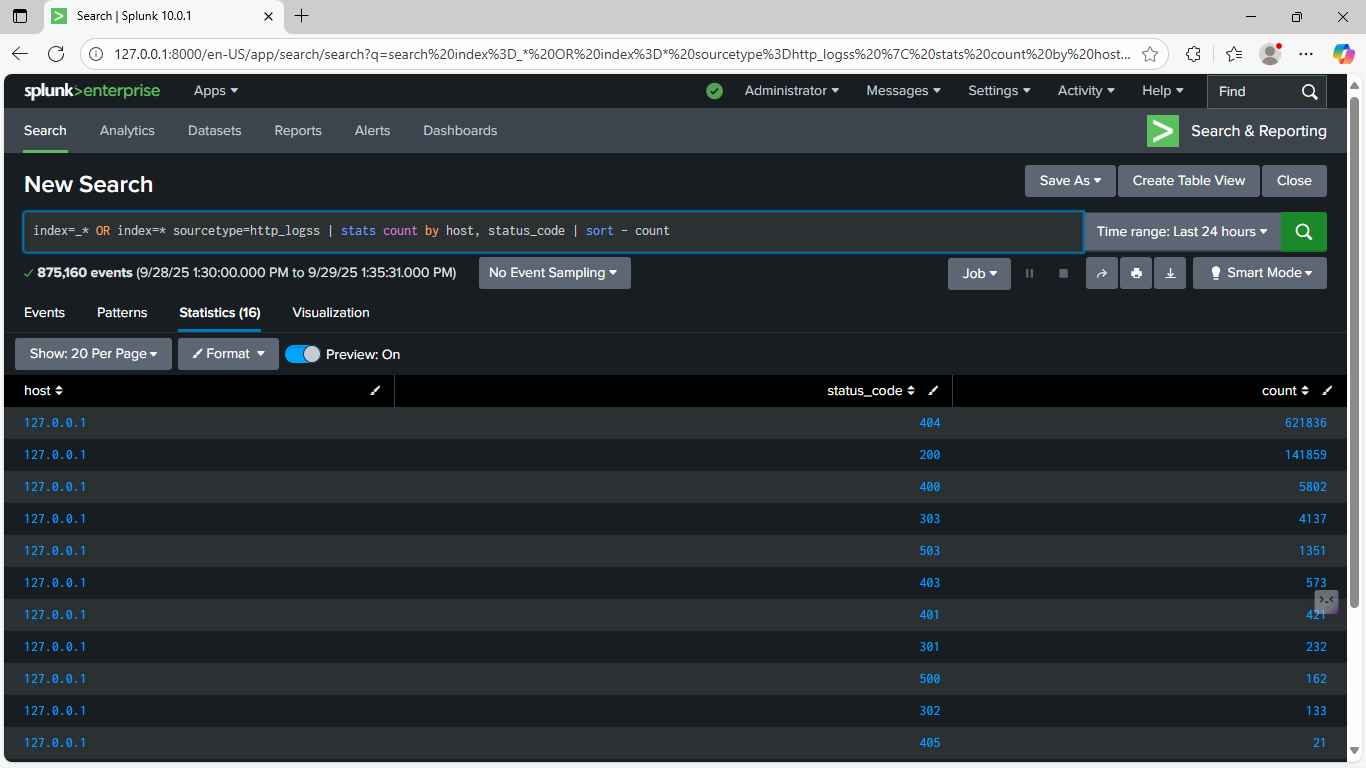 Search | Splunk 10.0.1
127.0.0.1:8000/en-US/app/search/search?q=search%20index%3D_*%20OR%20index%3D*%20sourcetype%3Dhttp_logss%20%7C%20stats%20count%20by%20host...
splunk>enterprise Apps Administrator Messages Settings Activity Help Find
Search Analytics Datasets Reports Alerts Dashboards Search & Reporting
New Search Save As Create Table View Close
index=_* OR index=* sourcetype=http_logss | stats count by host, status_code | sort - count Time range: Last 24 hours
875,160 events (9/28/25 1:30:00.000 PM to 9/29/25 1:35:31.000 PM) No Event Sampling Job Smart Mode
Events Patterns Statistics (16) Visualization
Show: 20 Per Page Format Preview: On
host status_code count
127.0.0.1 404 621836
127.0.0.1 200 141859
127.0.0.1 400 5802
127.0.0.1 303 4137
127.0.0.1 503 1351
127.0.0.1 403 573
127.0.0.1 401 421
127.0.0.1 301 232
127.0.0.1 500 162
127.0.0.1 302 133
127.0.0.1 405 21